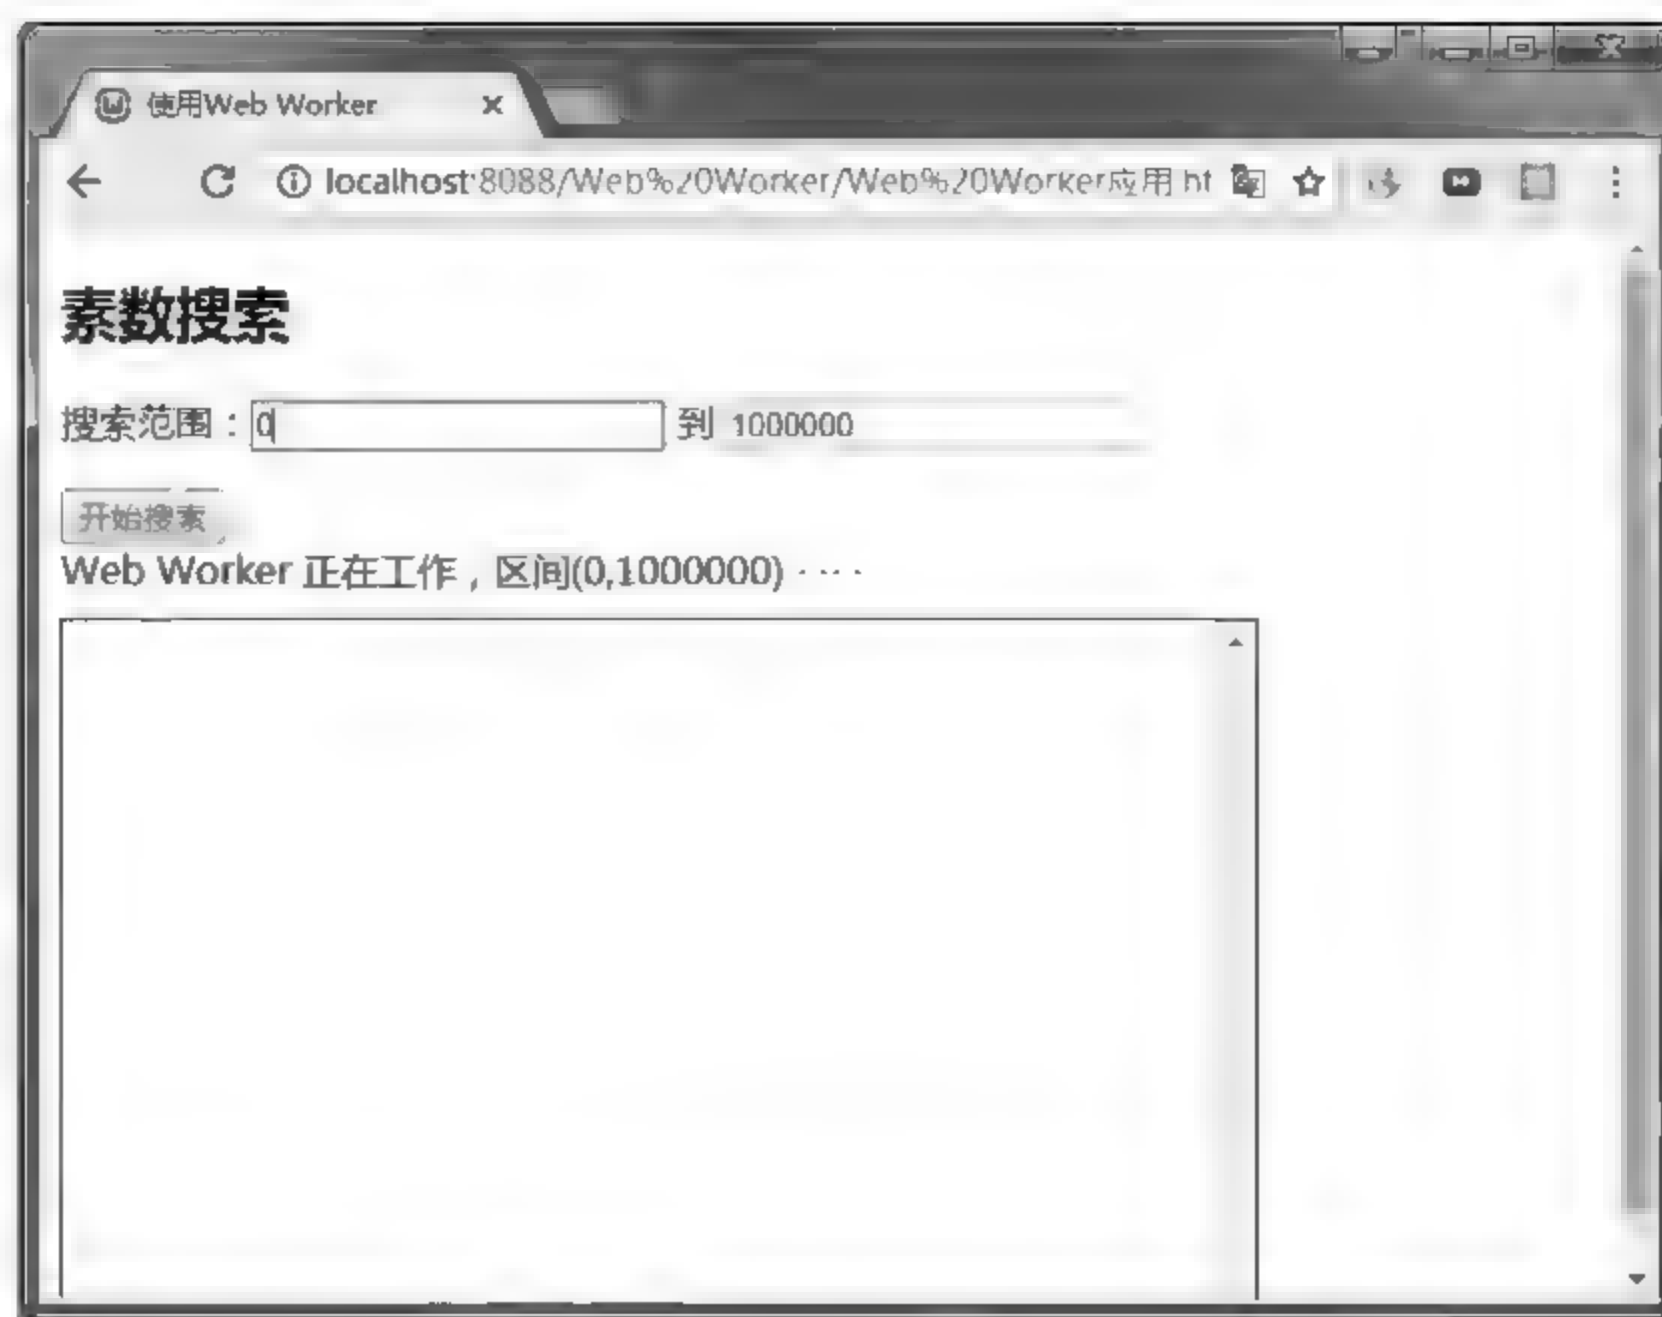 使用Web Worker
localhost:8088/Web%20Worker/Web%20Worker应用.ht
素数搜索
搜索范围：0 到 1000000
开始搜索
Web Worker 正在工作，区间(0,1000000) ····